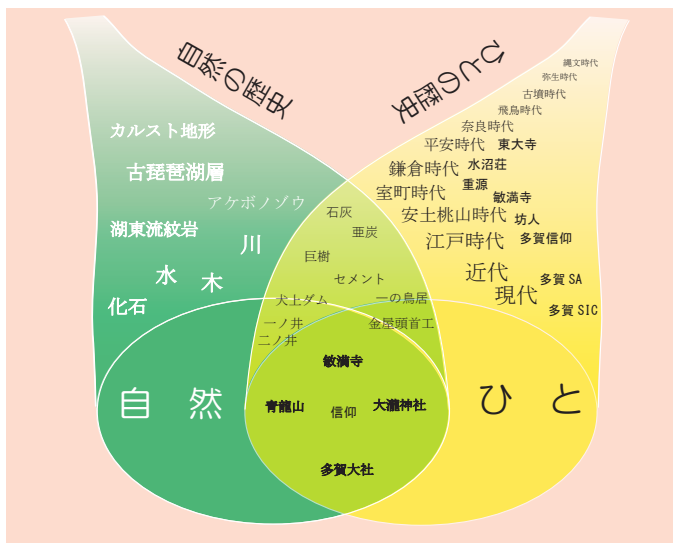 自然の歴史
ひとの歴史
カルスト地形
古琵琶湖層
アケボノゾウ
湖東流紋岩
川
水
木
化石
自然
石灰
亜炭
巨樹
セメント
犬上ダム
一の鳥居
一ノ井
金屋頭首工
二ノ井
敏満寺
青龍山
信仰
大瀧神社
多賀大社
縄文時代
弥生時代
古墳時代
飛鳥時代
奈良時代
平安時代
東大寺
鎌倉時代
水沼荘
室町時代
重源
敏満寺
安土桃山時代
坊人
江戸時代
多賀信仰
近代
多賀 SA
現代
多賀 SIC
ひと